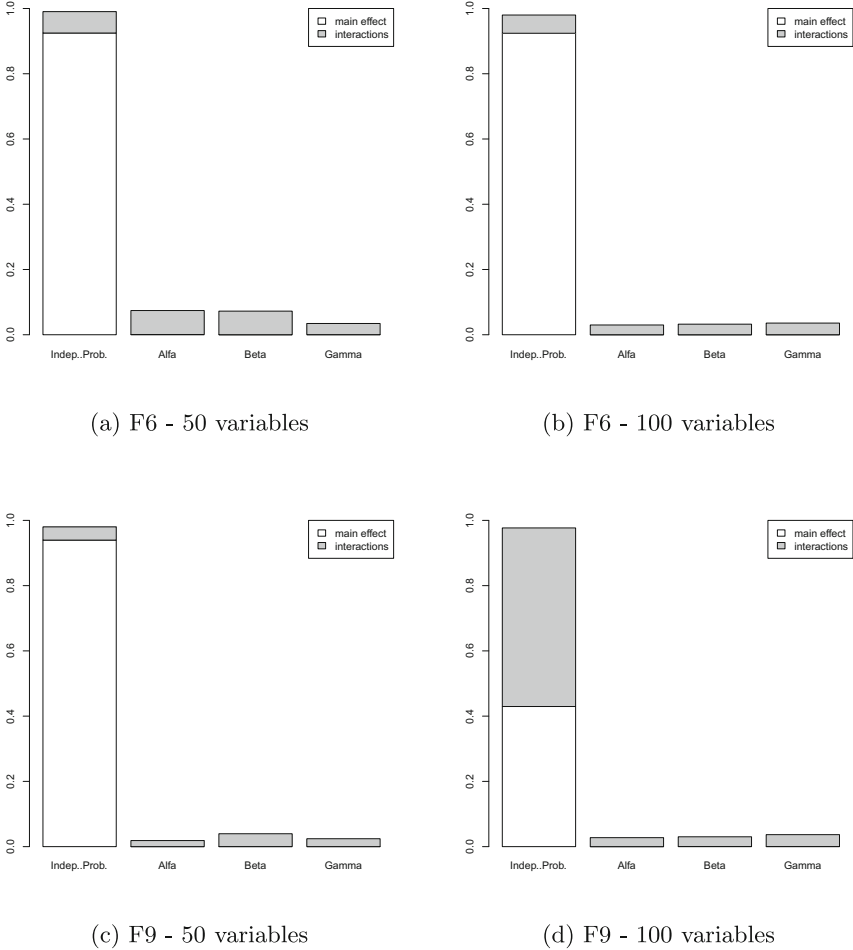 0.0 0.2 0.4 0.6 0.8 1.0
main effect
interactions
Indep..Prob. Alfa Beta Gamma
(a) F6 - 50 variables
0.0 0.2 0.4 0.6 0.8 1.0
main effect
interactions
Indep..Prob. Alfa Beta Gamma
(b) F6 - 100 variables
0.0 0.2 0.4 0.6 0.8 1.0
main effect
interactions
Indep..Prob. Alfa Beta Gamma
(c) F9 - 50 variables
0.0 0.2 0.4 0.6 0.8 1.0
main effect
interactions
Indep..Prob. Alfa Beta Gamma
(d) F9 - 100 variables